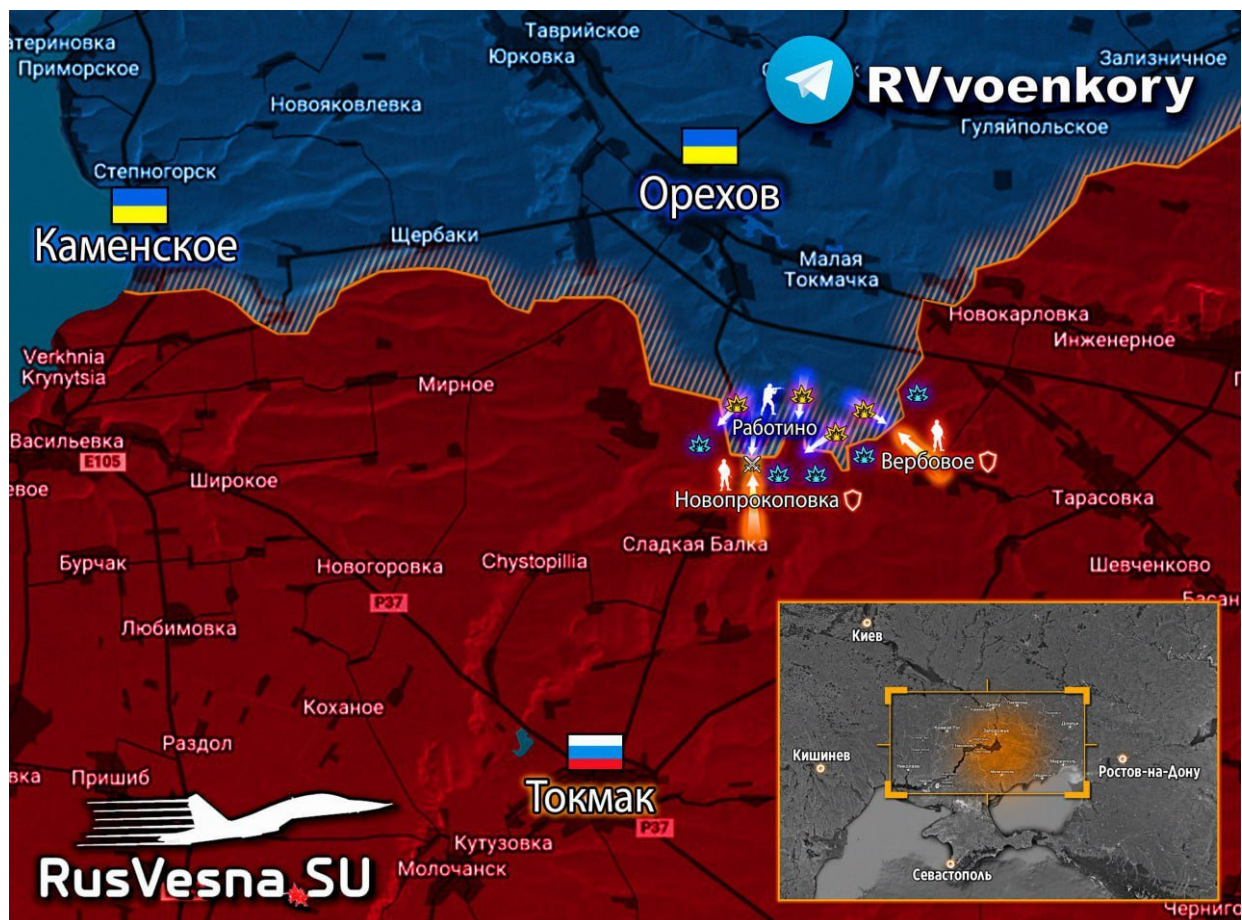 Таврийское
Юрковка
RVvoenkory
Зализничное
Приморское
Новояковлевка
Гуляйпольское
Степногорск
Орехов
Каменское
Щербаки
Малая
Токмачка
Новокарловка
Инженерное
Verkhnia
Krynytsia
Мирное
Работино
Васильевка
E105
Вербовое
Широкое
Новопрокоповка
Тарасовка
Сладкая Балка
Бурчак
Новогоровка
Chystopillia
Шевченково
P37
Любимовка
Киев
Коханое
Раздол
Кишинев
Ростов-на-Дону
Пришиб
Токмак
P37
Кутузовка
Молочанск
RusVesna.SU
Севастополь